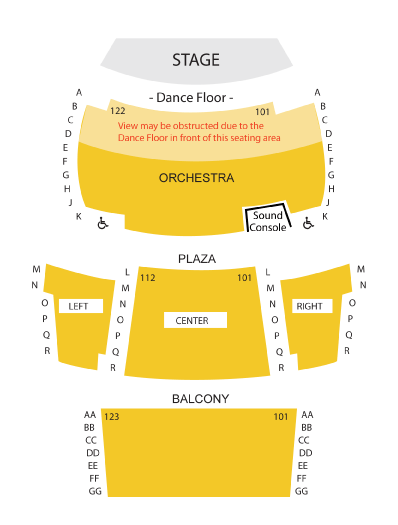 STAGE
- Dance Floor -
A
B
C
D
E
F
G
H
J
K
122
101
A
B
C
D
E
F
G
H
J
K
View may be obstructed due to the
Dance Floor in front of this seating area
ORCHESTRA
Sound
Console
PLAZA
M
N
O
P
Q
R
LEFT
L
M
N
O
P
Q
R
112
101
CENTER
L
M
N
O
P
Q
R
RIGHT
M
N
O
P
Q
R
BALCONY
AA
BB
CC
DD
EE
FF
GG
123
101
AA
BB
CC
DD
EE
FF
GG